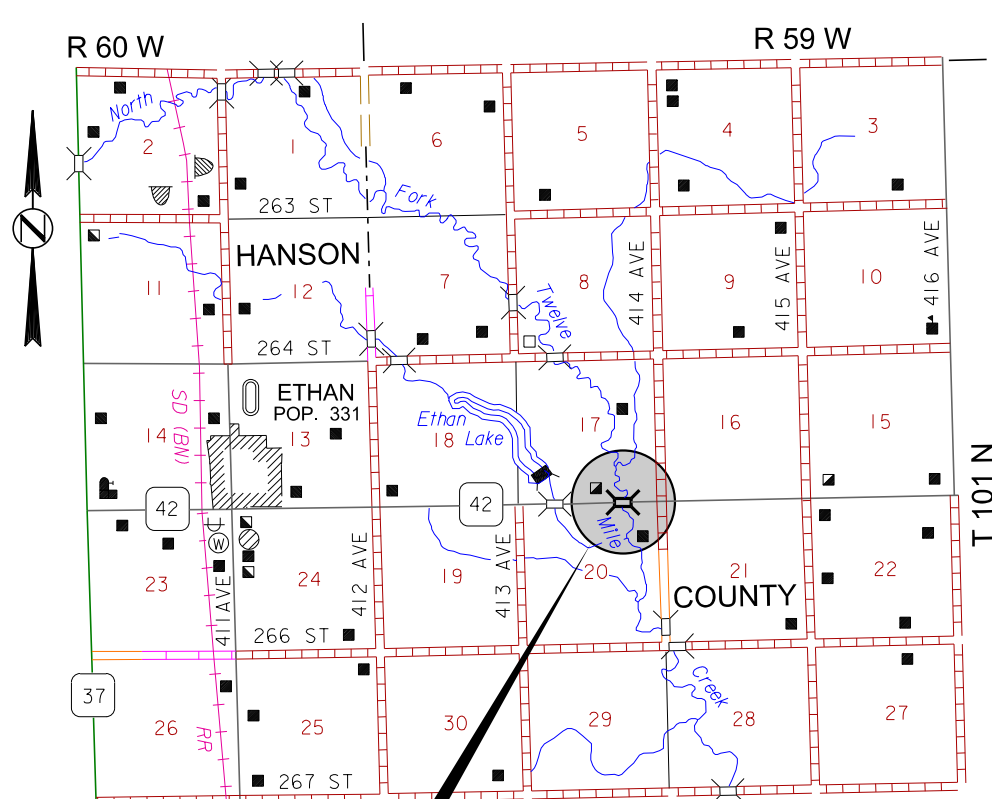 R 60 W
R 59 W
North
2
1
6
5
4
3
263 ST
Fork
HANSON
11
12
7
8
9
10
414 AVE
415 AVE
416 AVE
Twelve
264 ST
N
ETHAN
POP. 331
SD (BN)
14
13
Ethan
Lake
18
17
16
15
42
42
T 101 N
Mile
W
23
24
19
20
21
22
411 AVE
412 AVE
413 AVE
COUNTY
266 ST
37
Creek
26
25
30
29
28
27
RR
267 ST